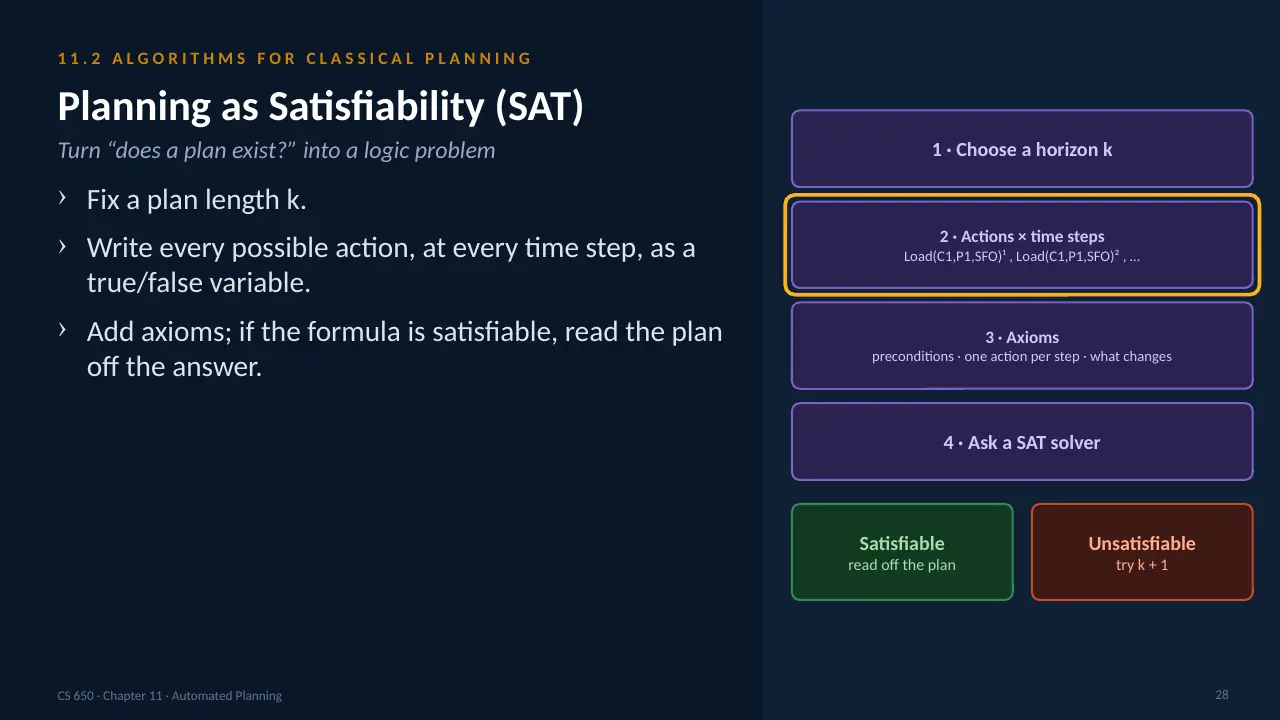 11.2 ALGORITHMS FOR CLASSICAL PLANNING
Planning as Satisfiability (SAT)
Turn “does a plan exist?” into a logic problem
› Fix a plan length k.
› Write every possible action, at every time step, as a
true/false variable.
› Add axioms; if the formula is satisfiable, read the plan
off the answer.
1 · Choose a horizon k
2 · Actions × time steps
Load(C1,P1,SFO)¹ , Load(C1,P1,SFO)² , …
3 · Axioms
preconditions · one action per step · what changes
4 · Ask a SAT solver
Satisfiable
read off the plan
Unsatisfiable
try k + 1
CS 650 · Chapter 11 · Automated Planning
28